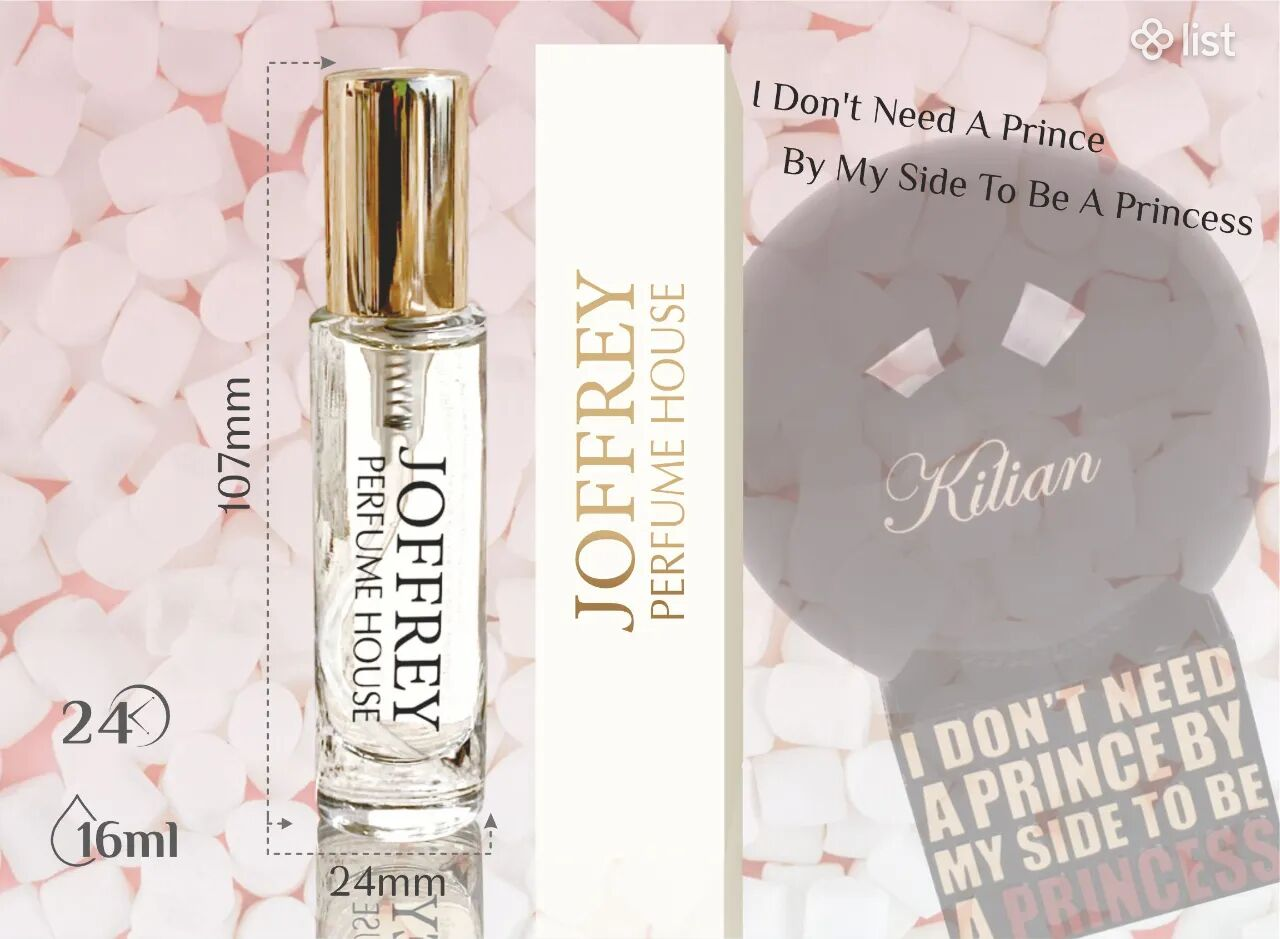 list
I Don't Need A Prince
By My Side To Be A Princess
107mm
JOFFREY
PERFUME HOUSE
JOFFREY
PERFUME HOUSE
Kilian
24K
16ml
24mm
I DON'T NEED
A PRINCE BY
MY SIDE TO BE
A PRINCESS